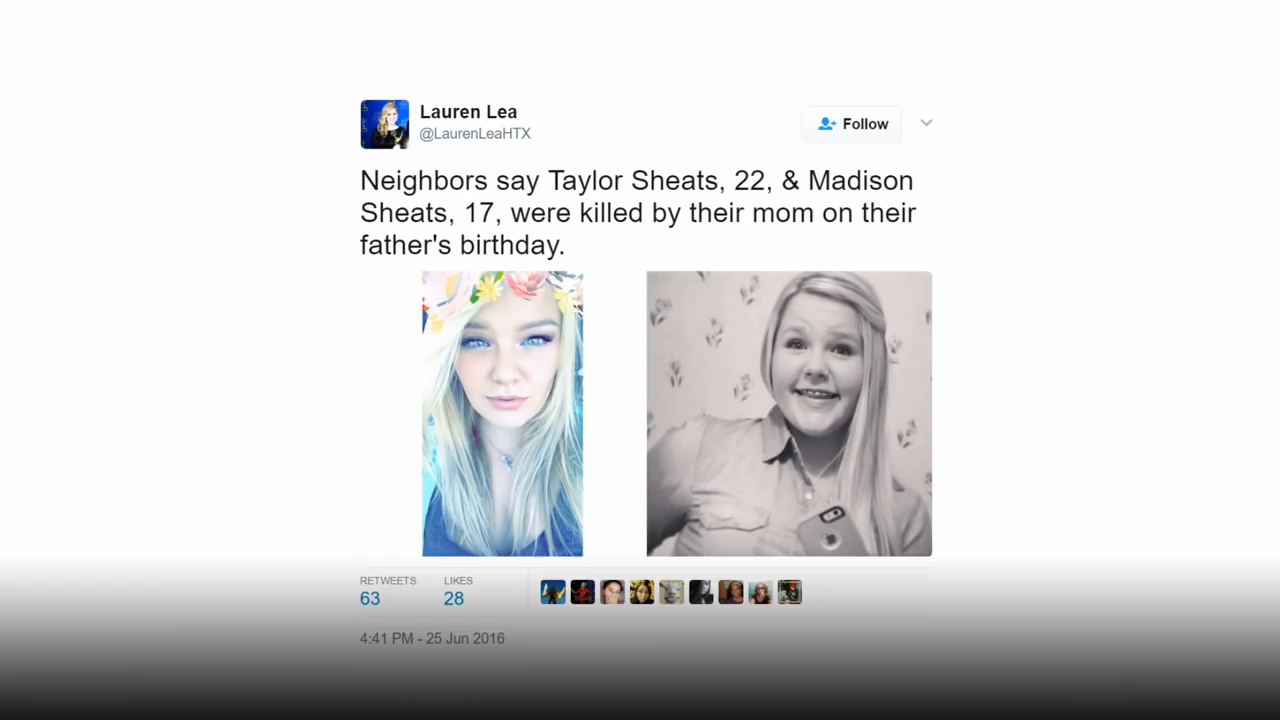 Lauren Lea
@LaurenLeaHTX
Follow
Neighbors say Taylor Sheats, 22, & Madison
Sheats, 17, were killed by their mom on their
father's birthday.
RETWEETS
63
LIKES
28
4:41 PM - 25 Jun 2016